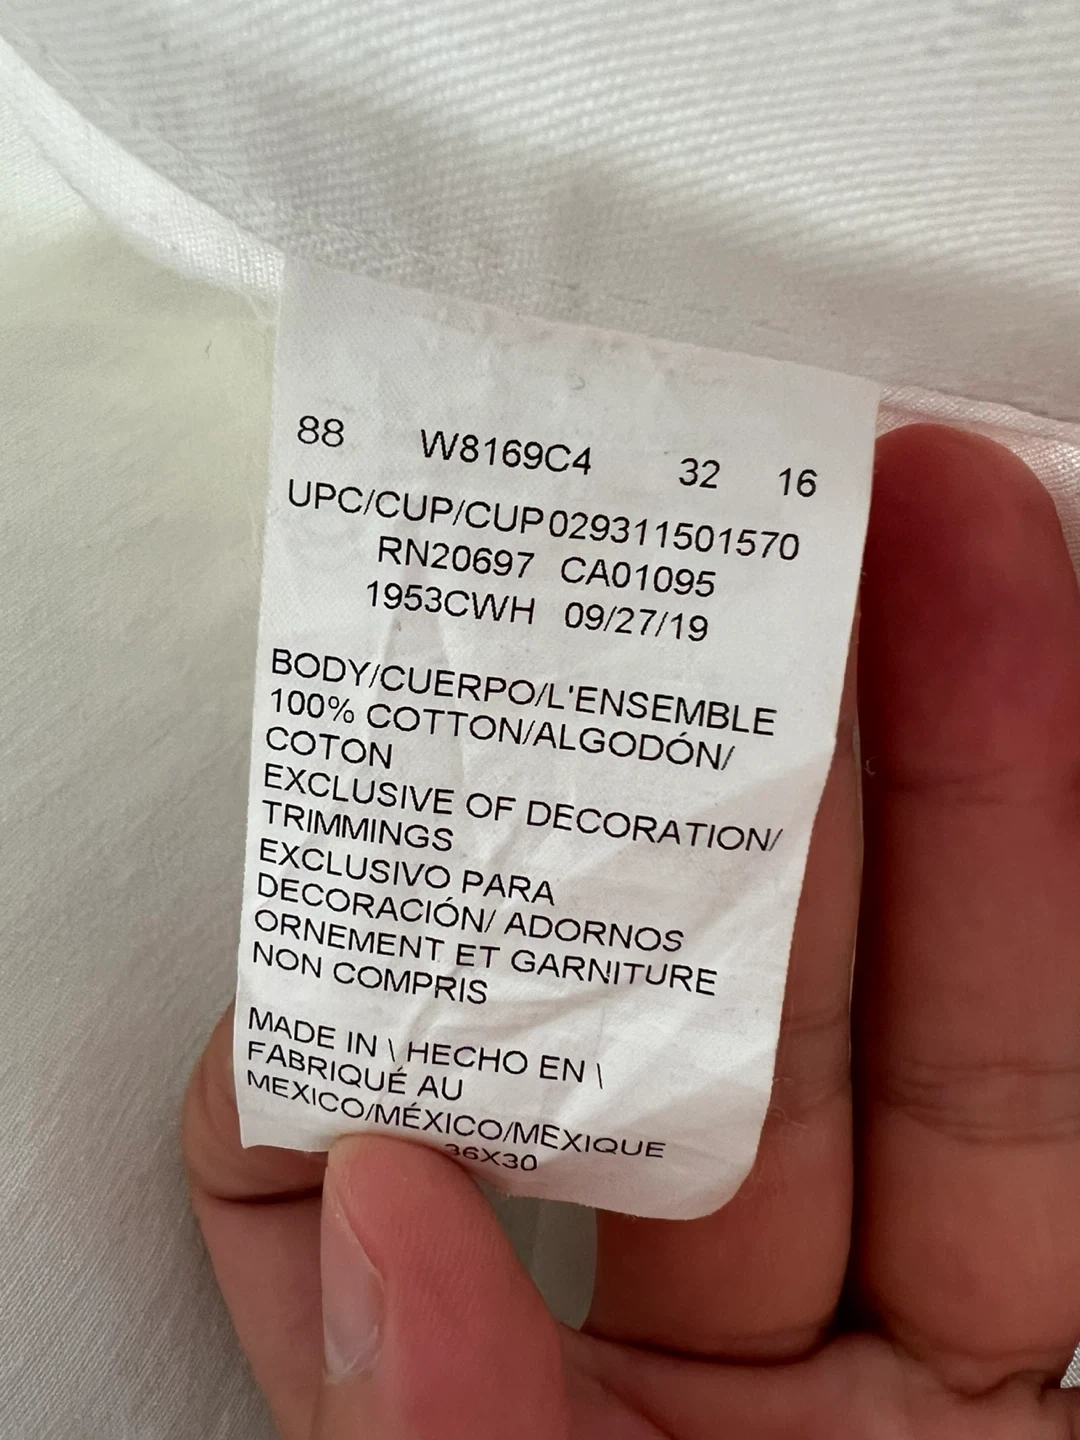 88 W8169C4 32 16
UPC/CUP/CUP029311501570
RN20697 CA01095
1953CWH 09/27/19
BODY/CUERPO/L'ENSEMBLE
100% COTTON/ALGODÓN/
COTON
EXCLUSIVE OF DECORATION/
TRIMMINGS
EXCLUSIVO PARA
DECORACIÓN/ ADORNOS
ORNEMENT ET GARNITURE
NON COMPRIS
MADE IN \ HECHO EN \
FABRIQUÉ AU
MEXICO/MÉXICO/MEXIQUE
36X30